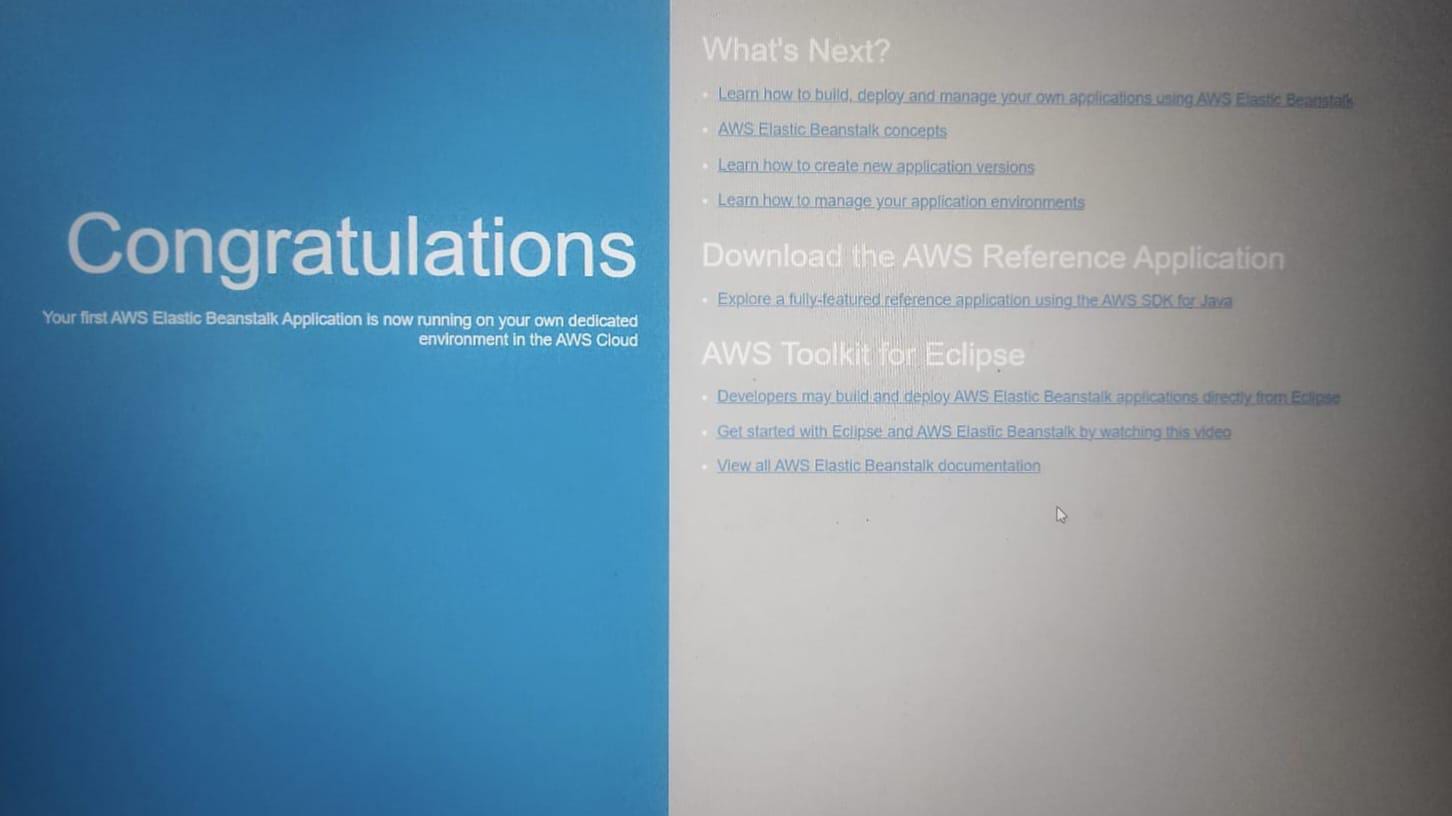 Congratulations
Your first AWS Elastic Beanstalk Application is now running on your own dedicated
environment in the AWS Cloud
What's Next?
Learn how to build, deploy and manage your own applications using AWS Elastic Beanstalk
AWS Elastic Beanstalk concepts
Learn how to create new application versions
Learn how to manage your application environments
Download the AWS Reference Application
Explore a fully-featured reference application using the AWS SDK for Java
AWS Toolkit for Eclipse
Developers may build and deploy AWS Elastic Beanstalk applications directly from Eclipse
Get started with Eclipse and AWS Elastic Beanstalk by watching this video
View all AWS Elastic Beanstalk documentation